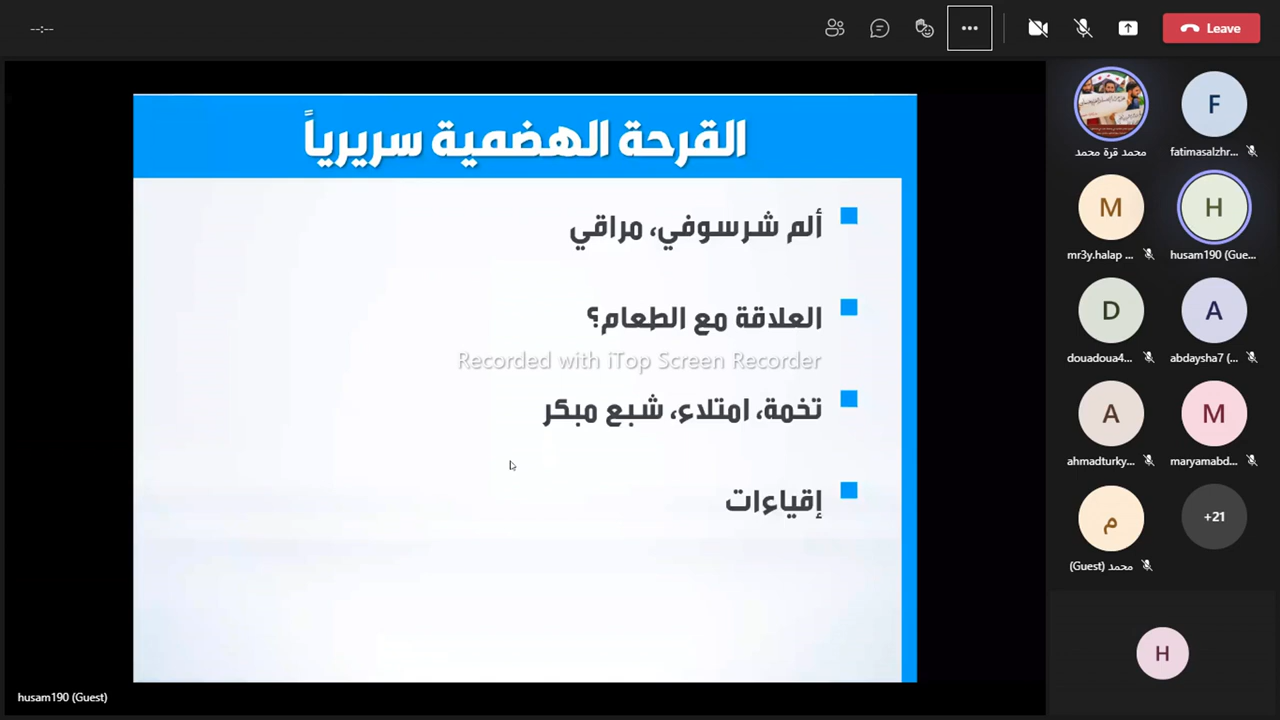 --:--
Leave
القرحة الهضمية سريرياً
ألم شرسوفي، مراقي
العلاقة مع الطعام؟
Recorded with iTop Screen Recorder
تخمة، امتلاء، شبع مبكر
إقياءات
محمد قرة محمد
F
fatimasalzhr...
M
mr3y.halap ...
H
husam190 (Gue...
D
douadoua4...
A
abdaysha7 (...
A
ahmadturky...
M
maryamabd...
م
محمد (Guest)
+21
H
husam190 (Guest)